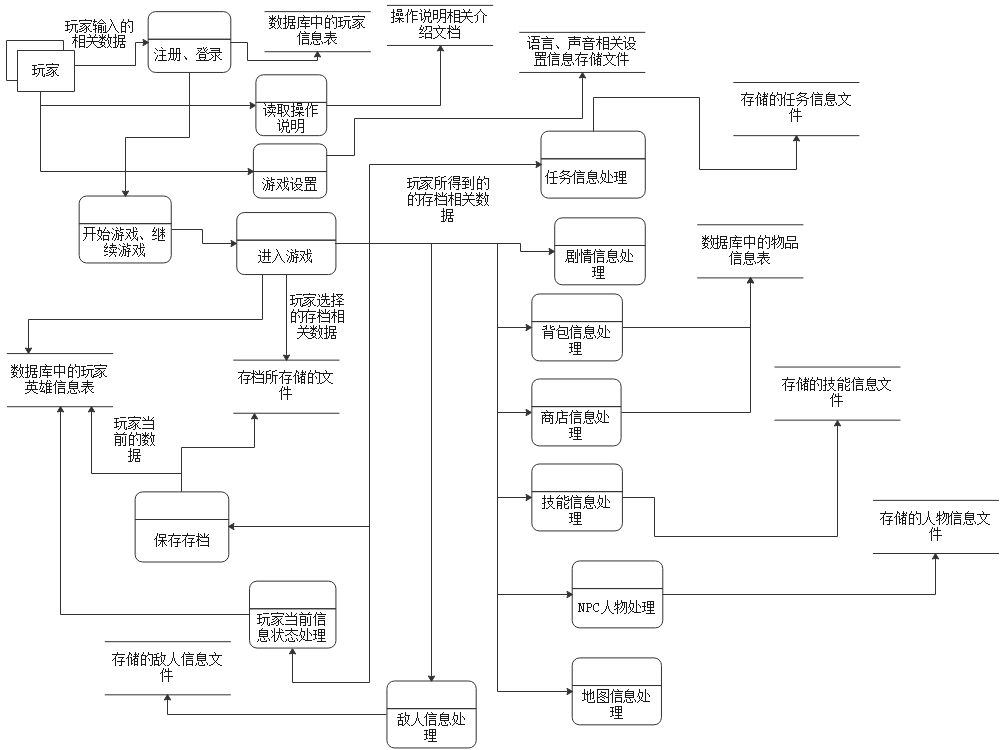 玩家
玩家输入的
相关数据
注册、登录
数据库中的玩家
信息表
操作说明相关介
绍文档
语言、声音相关设
置信息存储文件
存储的任务信息文
件
读取操作
说明
游戏设置
任务信息处理
玩家所得到的
的存档相关数
据
开始游戏、继
续游戏
进入游戏
剧情信息处
理
数据库中的物品
信息表
玩家选择
的存档相
关数据
背包信息处
理
数据库中的玩家
英雄信息表
存档所存储的文
件
存储的技能信息文
件
商店信息处
理
玩家当
前的数
据
技能信息处
理
存储的人物信息文
件
保存存档
NPC人物处理
玩家当前信
息状态处理
存储的敌人信息文
件
敌人信息处
理
地图信息处
理